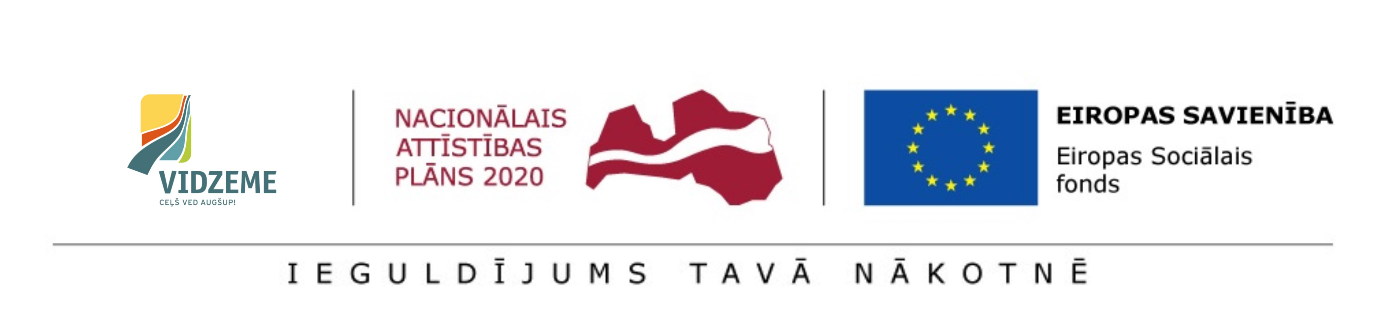 VIDZEME
CEĻŠ VED AUGŠUP!
NACIONĀLAIS
ATTĪSTĪBAS
PLĀNS 2020
EIROPAS SAVIENĪBA
Eiropas Sociālais
fonds
IEGULDĪJUMS TAVĀ NĀKOTNĒ